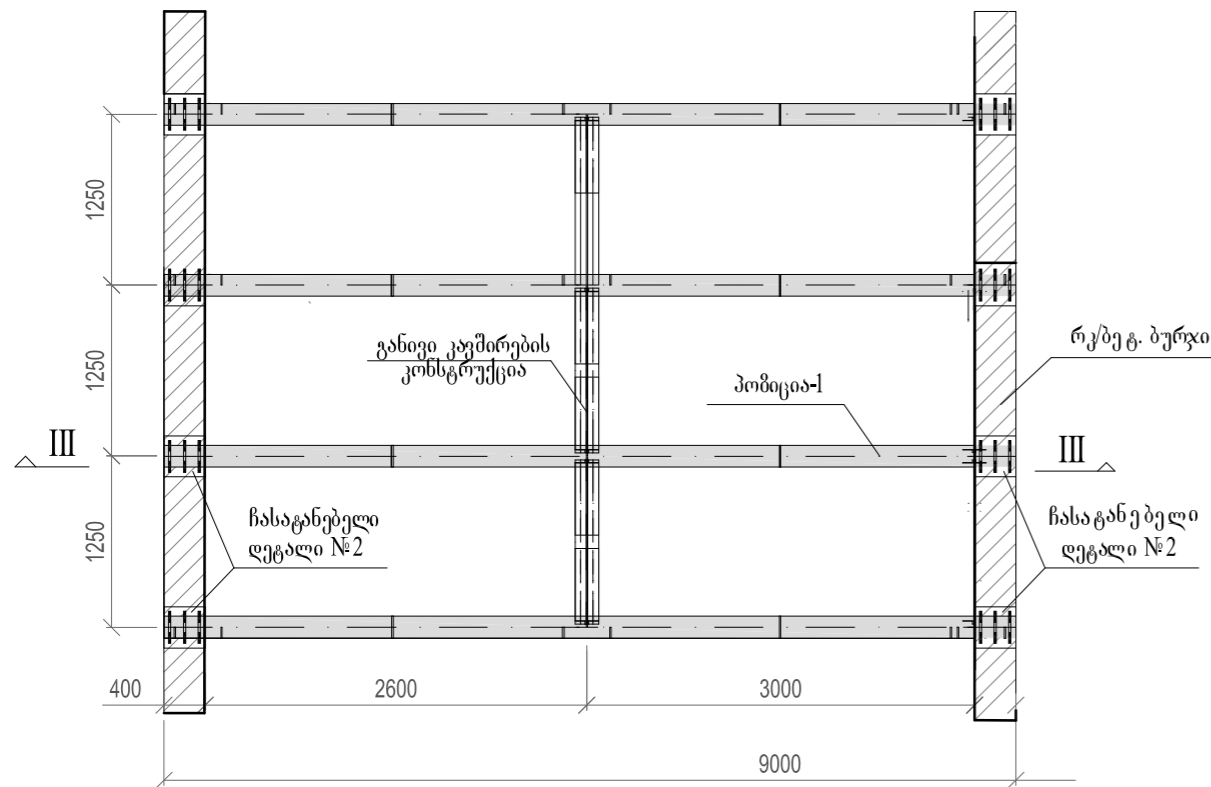 1250
1250
1250
განივი კავშირების
კონსტრუქცია
პოზიცია-1
რკ/ბეტ. ბურჯი
III
III
ჩასატანებელი
დეტალი №2
ჩასატანებელი
დეტალი №2
400
2600
3000
9000